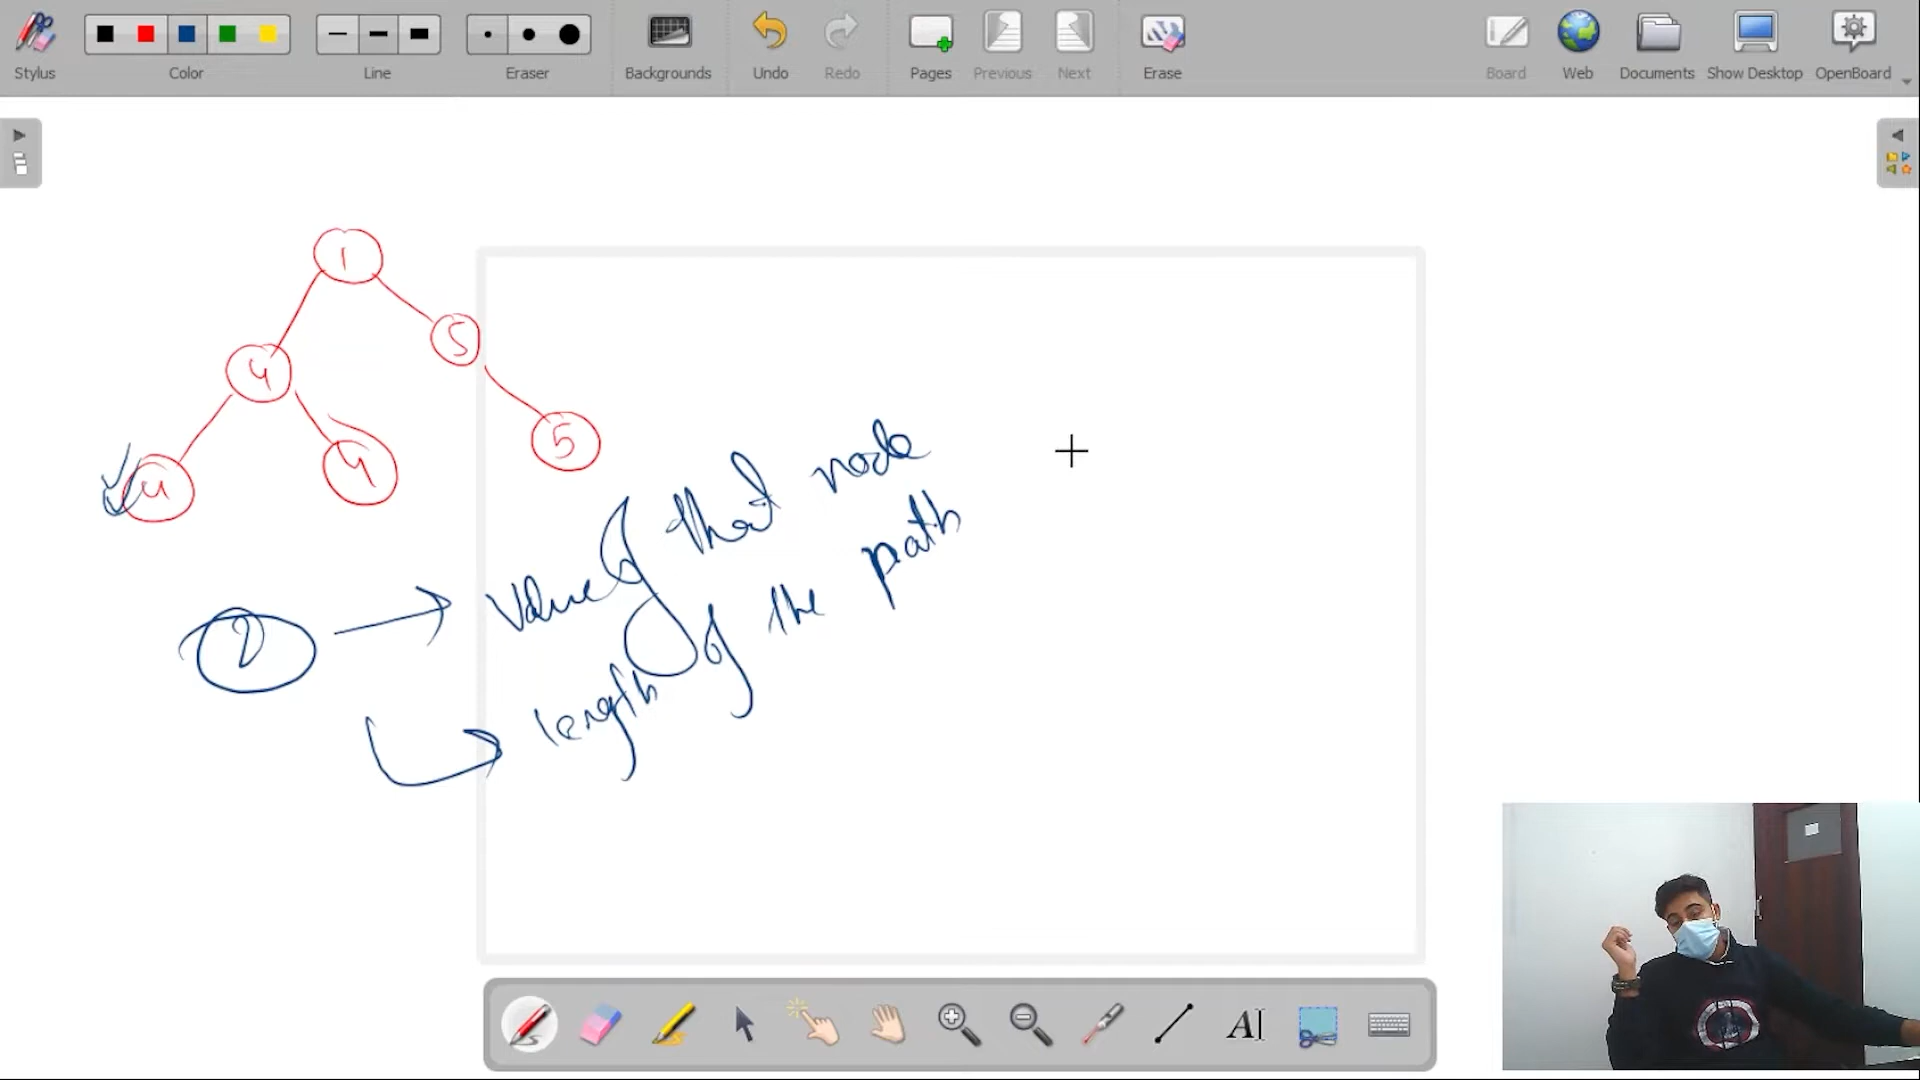 Stylus
Color
Line
Eraser
Backgrounds
Undo
Redo
Pages
Previous
Next
Erase
Board
Web
Documents
Show Desktop
OpenBoard
1
4
5
4
4
5
Value of that node
length of the path